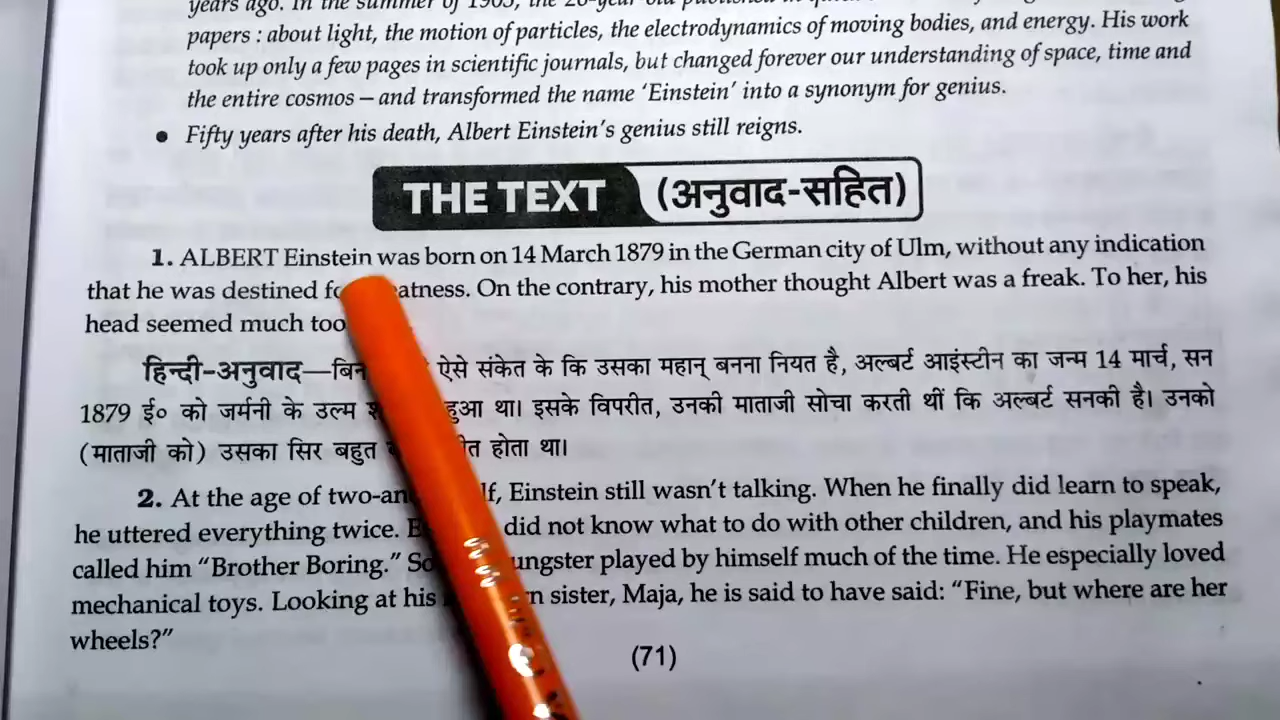 years ago. In the summer of 1905, the
papers : about light, the motion of particles, the electrodynamics of moving bodies, and energy. His work
took up only a few pages in scientific journals, but changed forever our understanding of space, time and
the entire cosmos – and transformed the name ‘Einstein’ into a synonym for genius.
• Fifty years after his death, Albert Einstein’s genius still reigns.
THE TEXT (अनुवाद-सहित)
1. ALBERT Einstein was born on 14 March 1879 in the German city of Ulm, without any indication
that he was destined atness. On the contrary, his mother thought Albert was a freak. To her, his
head seemed much too
हिन्दी-अनुवाद—बिन ऐसे संकेत के कि उसका महान् बनना नियत है, अल्बर्ट आइंस्टीन का जन्म 14 मार्च, सन
1879 ई० को जर्मनी के उल्म हुआ था। इसके विपरीत, उनकी माताजी सोचा करती थीं कि अल्बर्ट सनकी है। उनको
(माताजी को) उसका सिर बहुत होता था।
2. At the age of lf, Einstein still wasn’t talking. When he finally did learn to speak,
he uttered everything twice. did not know what to do with other children, and his playmates
called him “Brother Boring.” So ungster played by himself much of the time. He especially loved
mechanical toys. Looking at his n sister, Maja, he is said to have said: “Fine, but where are her
wheels?”
(71)